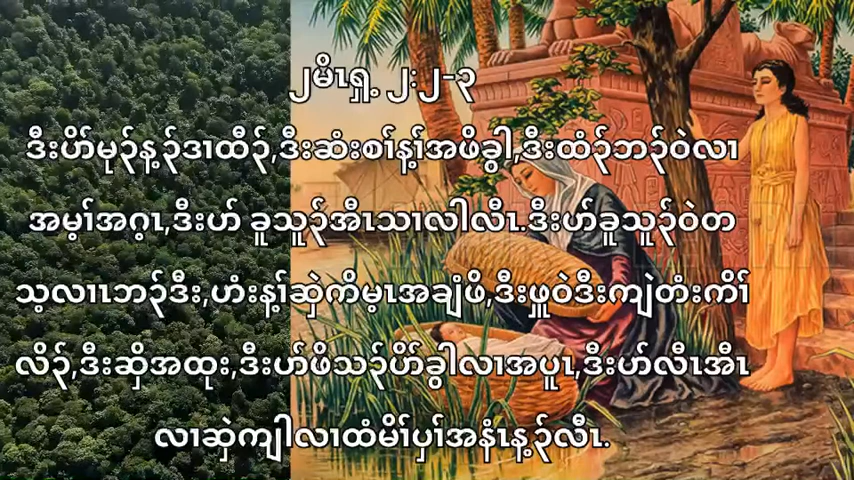 ၂မိၤရှ့ ၂:၂-၃
ဒီးပိာ်မုၣ်န့ၣ်ဒၢထီၣ်,ဒီးဆံးစၢ်န့ၢ်အဖိခွါ,ဒီးထံၣ်ဘၣ်ဝဲလၢ
အမ့ၢ်အဂ့ၤ,ဒီးဟ် ခူသူၣ်အီၤသၢလါလီၤ.ဒီးဟ်ခူသူၣ်ဝဲတ
သ့လၢၤဘၣ်ဒီး,ဟံးန့ၢ်ဆှဲကိမ့ၤအချံဖိ,ဒီးဖှူဝဲဒီးကျဲတံးကိၢ်
လိၣ်,ဒီးဆှိအထုး,ဒီးဟ်ဖိသၣ်ပိာ်ခွါလၢအပူၤ,ဒီးဟ်လီၤအီၤ
လၢဆှဲကျါလၢထံမိၢ်ပှၢ်အနံၤန့ၣ်လီၤ.